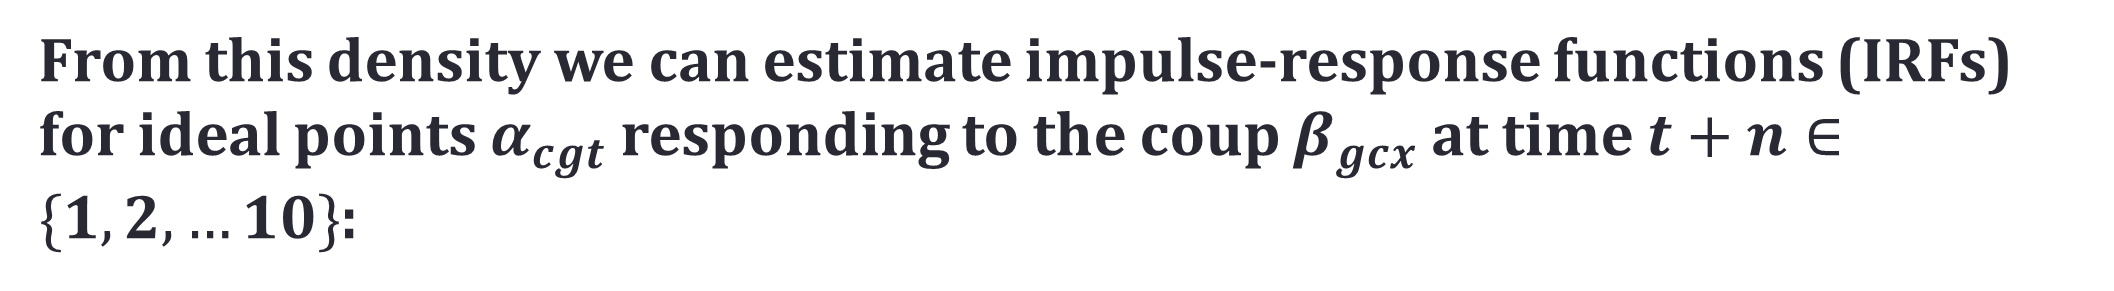 From this density we can estimate impulse-response functions (IRFs)
for ideal points α_cgt responding to the coup β_gcx at time t + n ∈
{1, 2, … 10}: